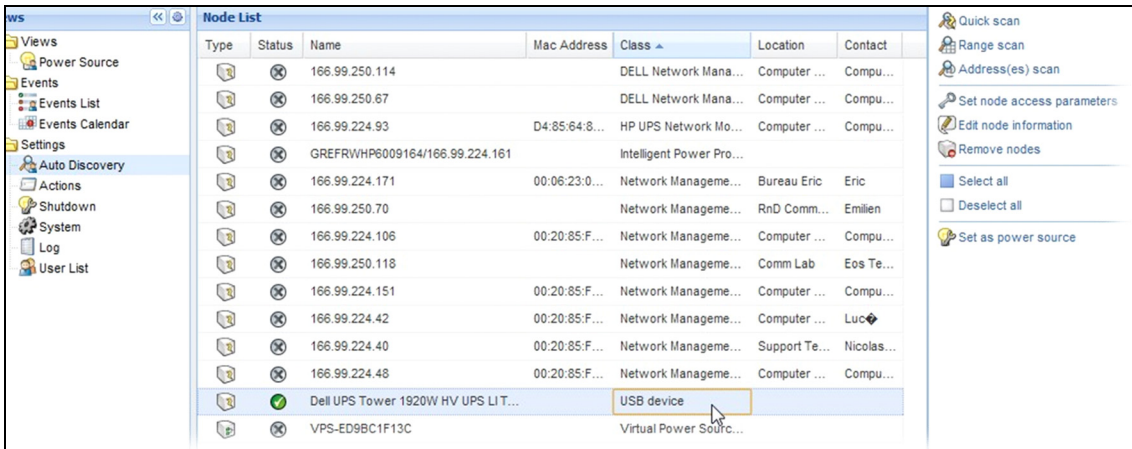 ws
Views
Power Source
Events
Events List
Events Calendar
Settings
Auto Discovery
Actions
Shutdown
System
Log
User List
Node List
Type Status Name Mac Address Class Location Contact
166.99.250.114 DELL Network Mana... Computer ... Compu...
166.99.250.67 DELL Network Mana... Computer ... Compu...
166.99.224.93 D4:85:64:8... HP UPS Network Mo... Computer ... Compu...
GREFRWHP6009164/166.99.224.161 Intelligent Power Pro...
166.99.224.171 00:06:23:0... Network Manageme... Bureau Eric Eric
166.99.250.70 Network Manageme... RnD Comm... Emilien
166.99.224.106 00:20:85:F... Network Manageme... Computer ... Compu...
166.99.250.118 Network Manageme... Comm Lab Eos Te...
166.99.224.151 00:20:85:F... Network Manageme... Computer ... Compu...
166.99.224.42 00:20:85:F... Network Manageme... Computer ... Luc�
166.99.224.40 00:20:85:F... Network Manageme... Support Te... Nicolas...
166.99.224.48 00:20:85:F... Network Manageme... Computer ... Compu...
Dell UPS Tower 1920W HV UPS LI T... USB device
VPS-ED9BC1F13C Virtual Power Sourc...
Quick scan
Range scan
Address(es) scan
Set node access parameters
Edit node information
Remove nodes
Select all
Deselect all
Set as power source